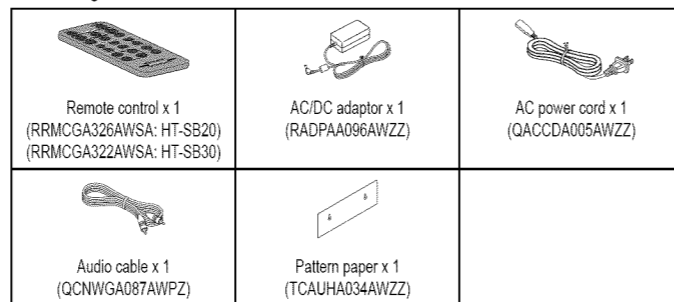 Remote control x 1
(RRMCGA326AWSA: HT-SB20)
(RRMCGA322AWSA: HT-SB30)
AC/DC adaptor x 1
(RADPAA096AWZZ)
AC power cord x 1
(QACCDA005AWZZ)
Audio cable x 1
(QCNWGA087AWPZ)
Pattern paper x 1
(TCAUHA034AWZZ)